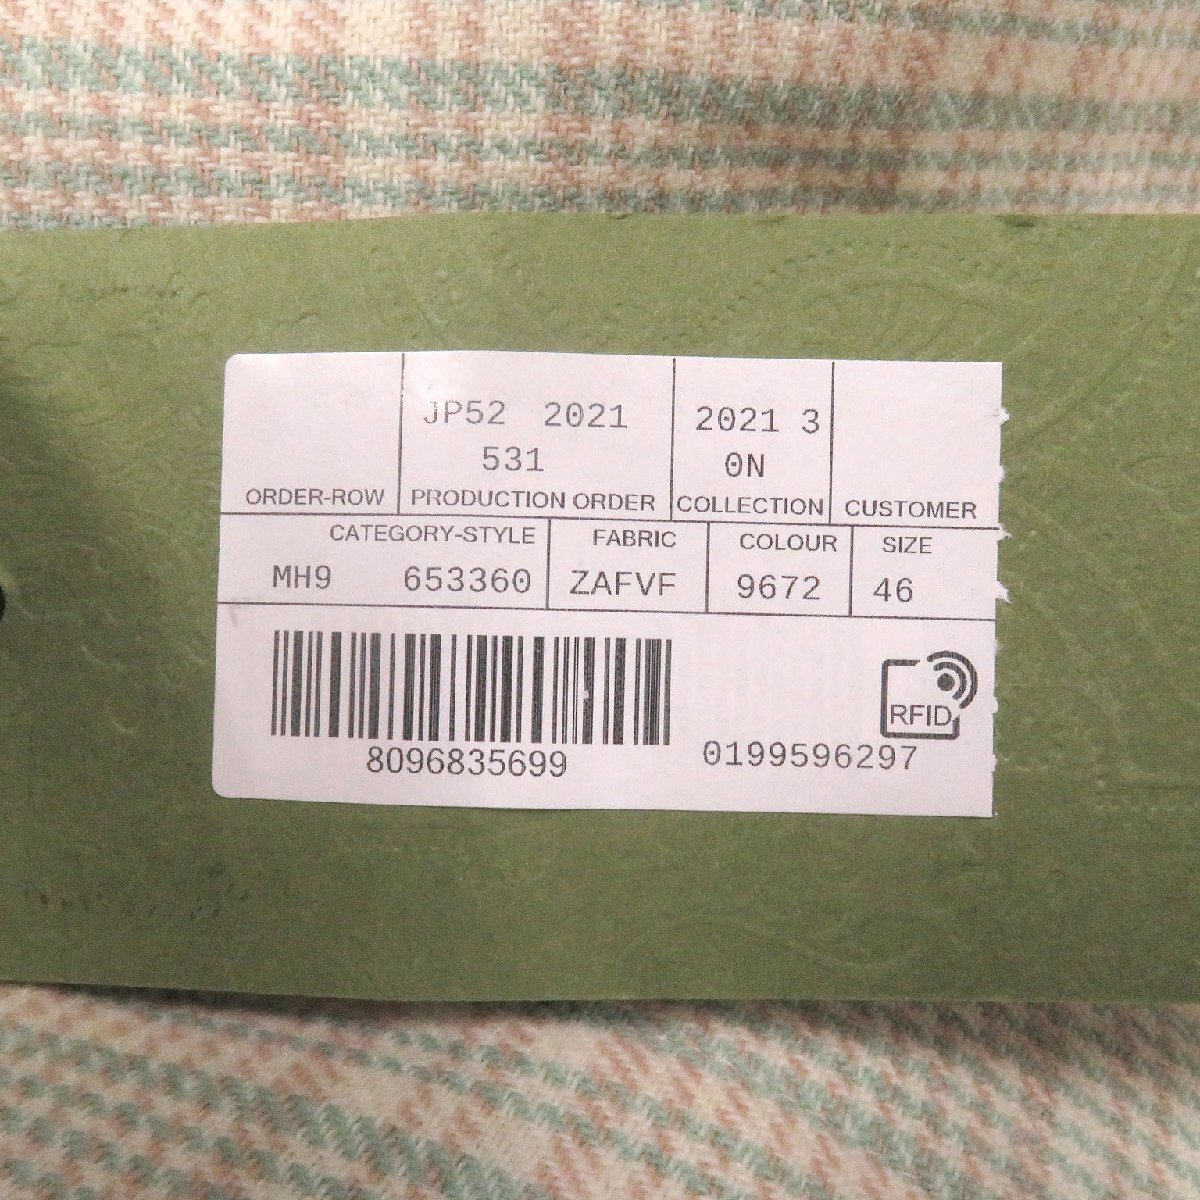 JP52 2021 2021 3
531 0N
ORDER-ROW PRODUCTION ORDER COLLECTION CUSTOMER
CATEGORY-STYLE FABRIC COLOUR SIZE
MH9 653360 ZAFVF 9672 46
RFID
8096835699 0199596297